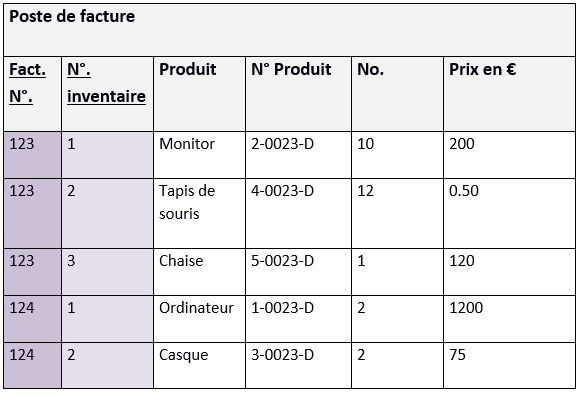 Poste de facture
Fact. N°. N°. inventaire Produit N° Produit No. Prix en €
123 1 Monitor 2-0023-D 10 200
123 2 Tapis de souris 4-0023-D 12 0.50
123 3 Chaise 5-0023-D 1 120
124 1 Ordinateur 1-0023-D 2 1200
124 2 Casque 3-0023-D 2 75